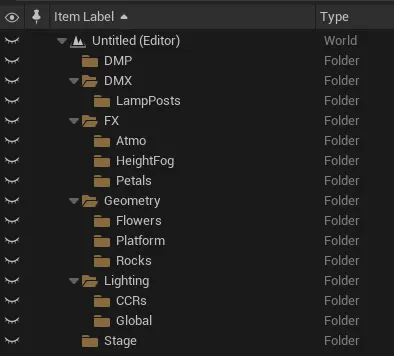 Item Label Type
Untitled (Editor) World
DMP Folder
DMX Folder
LampPosts Folder
FX Folder
Atmo Folder
HeightFog Folder
Petals Folder
Geometry Folder
Flowers Folder
Platform Folder
Rocks Folder
Lighting Folder
CCRs Folder
Global Folder
Stage Folder